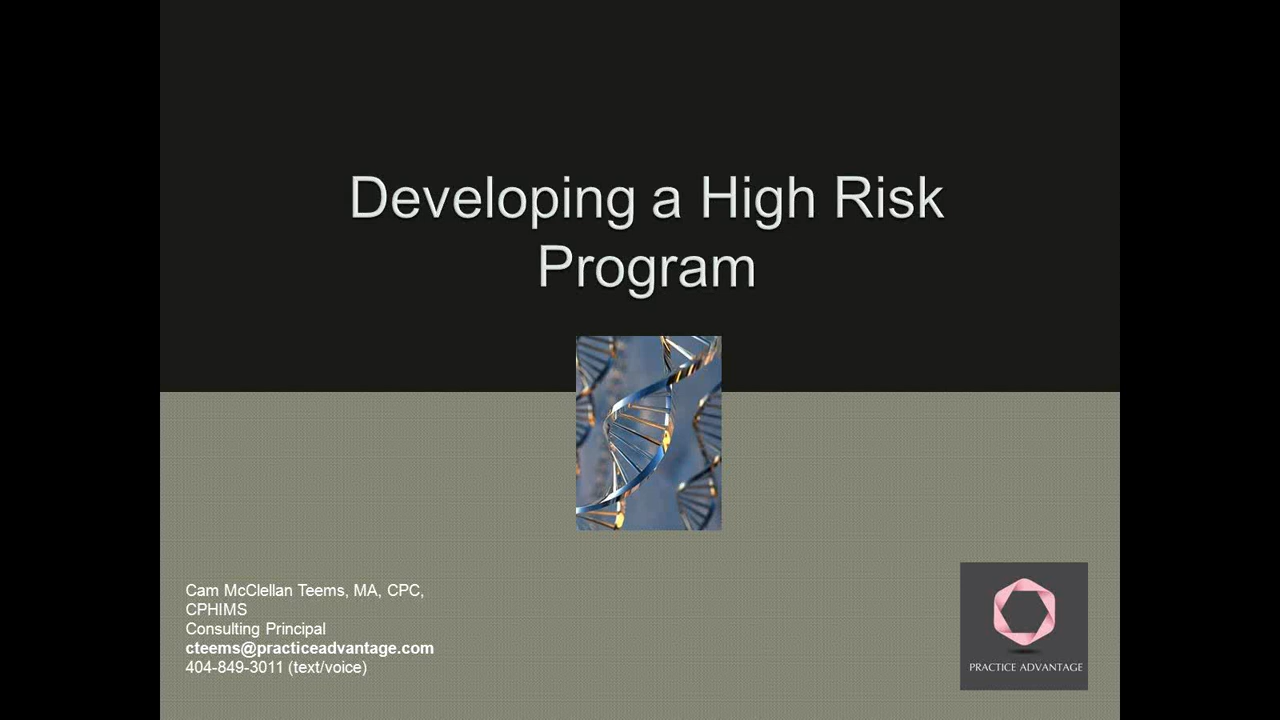 Developing a High Risk
Program
Cam McClellan Teems, MA, CPC,
CPHIMS
Consulting Principal
cteems@practiceadvantage.com
404-849-3011 (text/voice)
PRACTICE ADVANTAGE